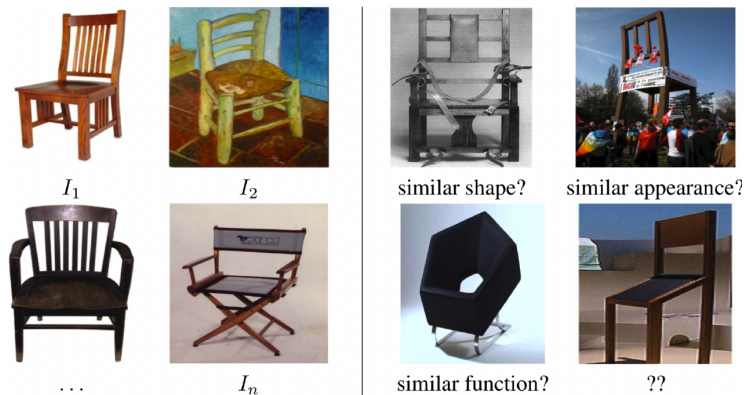 I₁
I₂
similar shape?
similar appearance?
. . .
Iₙ
similar function?
??